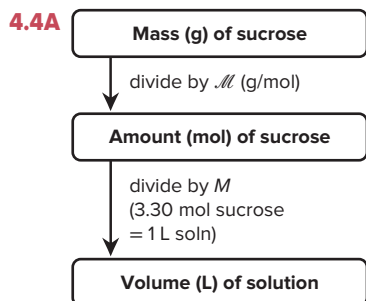 4.4A
Mass (g) of sucrose
divide by ℳ (g/mol)
Amount (mol) of sucrose
divide by M
(3.30 mol sucrose
= 1 L soln)
Volume (L) of solution